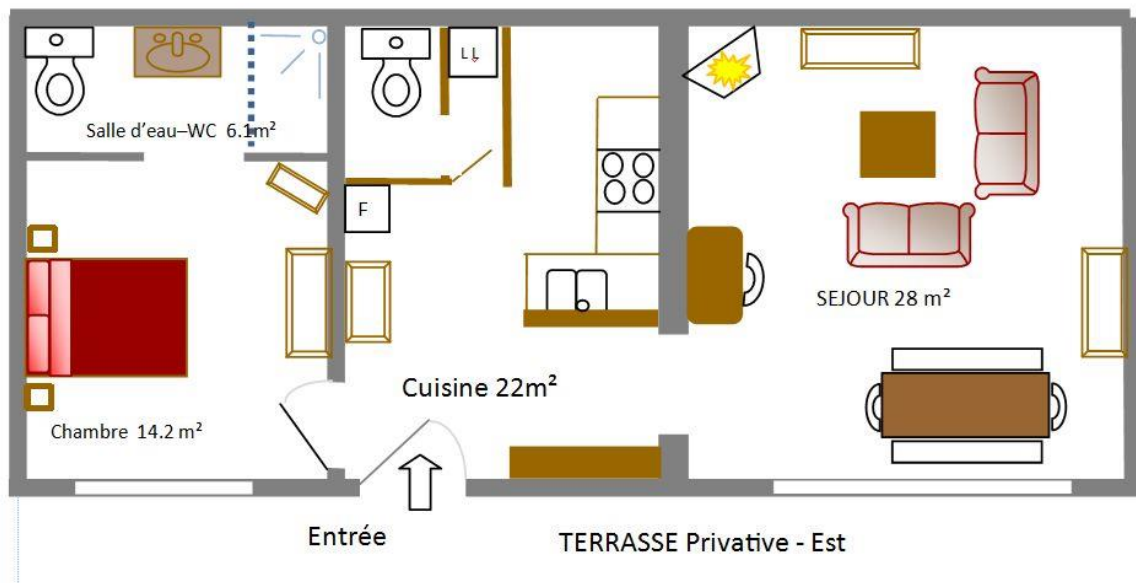 LL
Salle d'eau–WC 6.1m²
F
SEJOUR 28 m²
Cuisine 22m²
Chambre 14.2 m²
Entrée
TERRASSE Privative - Est